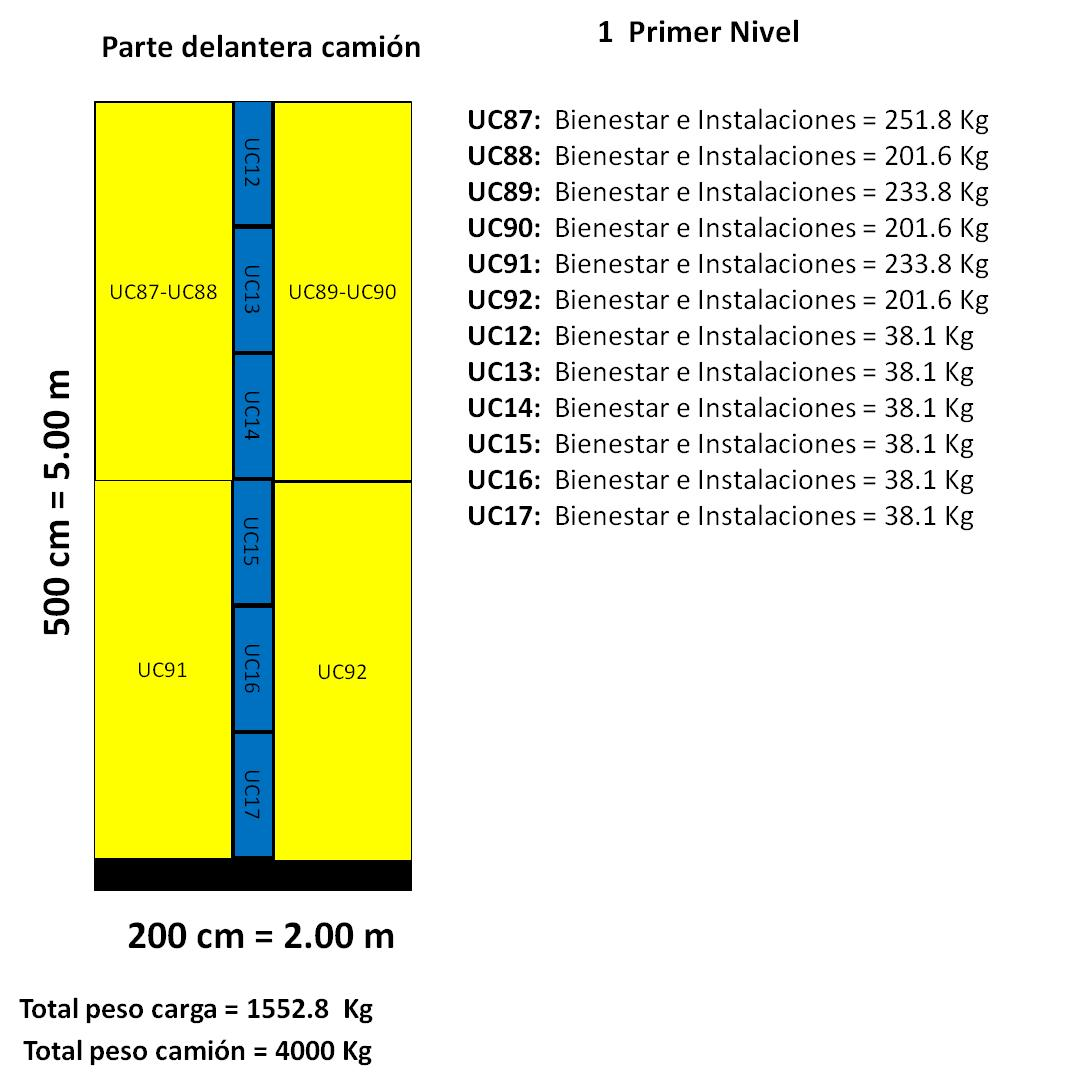 Parte delantera camión
1 Primer Nivel
UC87: Bienestar e Instalaciones = 251.8 Kg
UC88: Bienestar e Instalaciones = 201.6 Kg
UC89: Bienestar e Instalaciones = 233.8 Kg
UC90: Bienestar e Instalaciones = 201.6 Kg
UC91: Bienestar e Instalaciones = 233.8 Kg
UC92: Bienestar e Instalaciones = 201.6 Kg
UC12: Bienestar e Instalaciones = 38.1 Kg
UC13: Bienestar e Instalaciones = 38.1 Kg
UC14: Bienestar e Instalaciones = 38.1 Kg
UC15: Bienestar e Instalaciones = 38.1 Kg
UC16: Bienestar e Instalaciones = 38.1 Kg
UC17: Bienestar e Instalaciones = 38.1 Kg
UC12
UC13
UC87-UC88
UC89-UC90
UC14
UC15
UC91
UC16
UC92
UC17
500 cm = 5.00 m
200 cm = 2.00 m
Total peso carga = 1552.8 Kg
Total peso camión = 4000 Kg